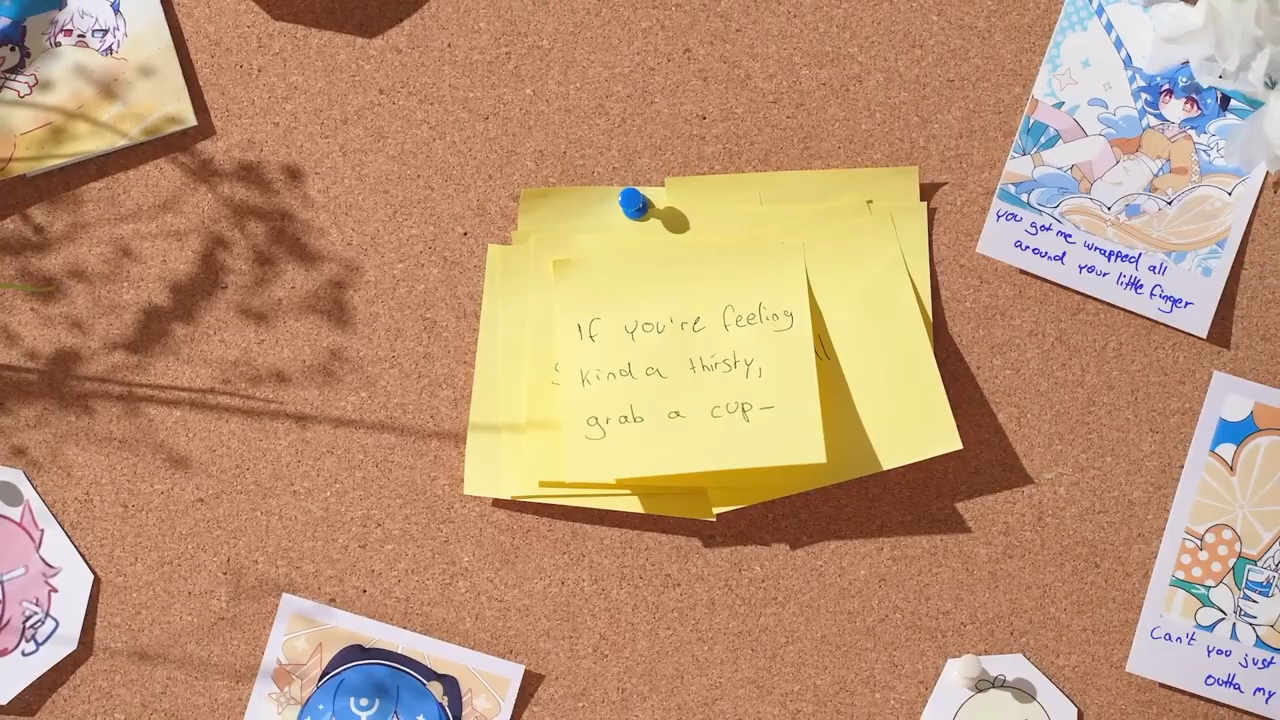 If you're feeling
kinda thirsty,
grab a cup–
you got me wrapped all
around your little finger
Can't you just
outta my